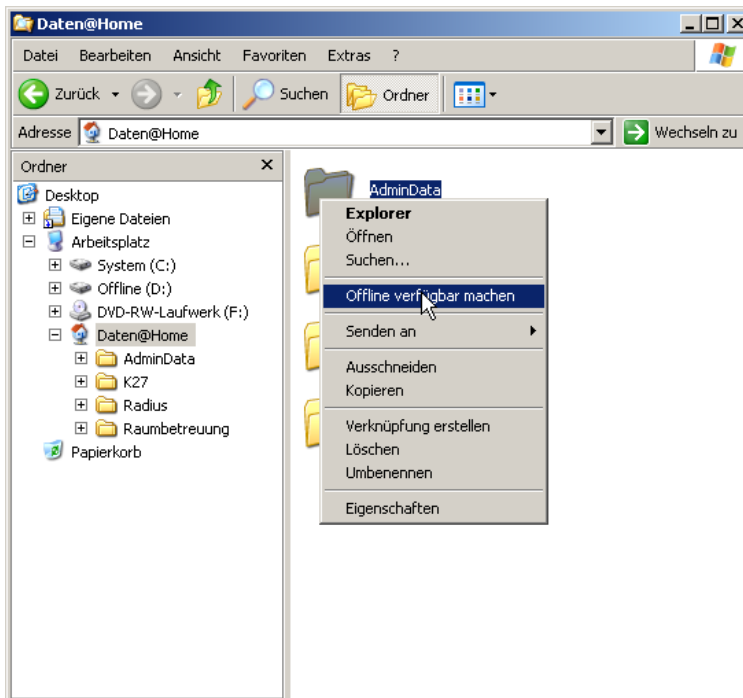 Daten@Home
Datei Bearbeiten Ansicht Favoriten Extras ?
Zurück Suchen Ordner
Adresse Daten@Home Wechseln zu
Ordner
Desktop
Eigene Dateien
Arbeitsplatz
System (C:)
Offline (D:)
DVD-RW-Laufwerk (F:)
Daten@Home
AdminData
K27
Radius
Raumbetreuung
Papierkorb
AdminData
Explorer
Öffnen
Suchen...
Offline verfügbar machen
Senden an
Ausschneiden
Kopieren
Verknüpfung erstellen
Löschen
Umbenennen
Eigenschaften